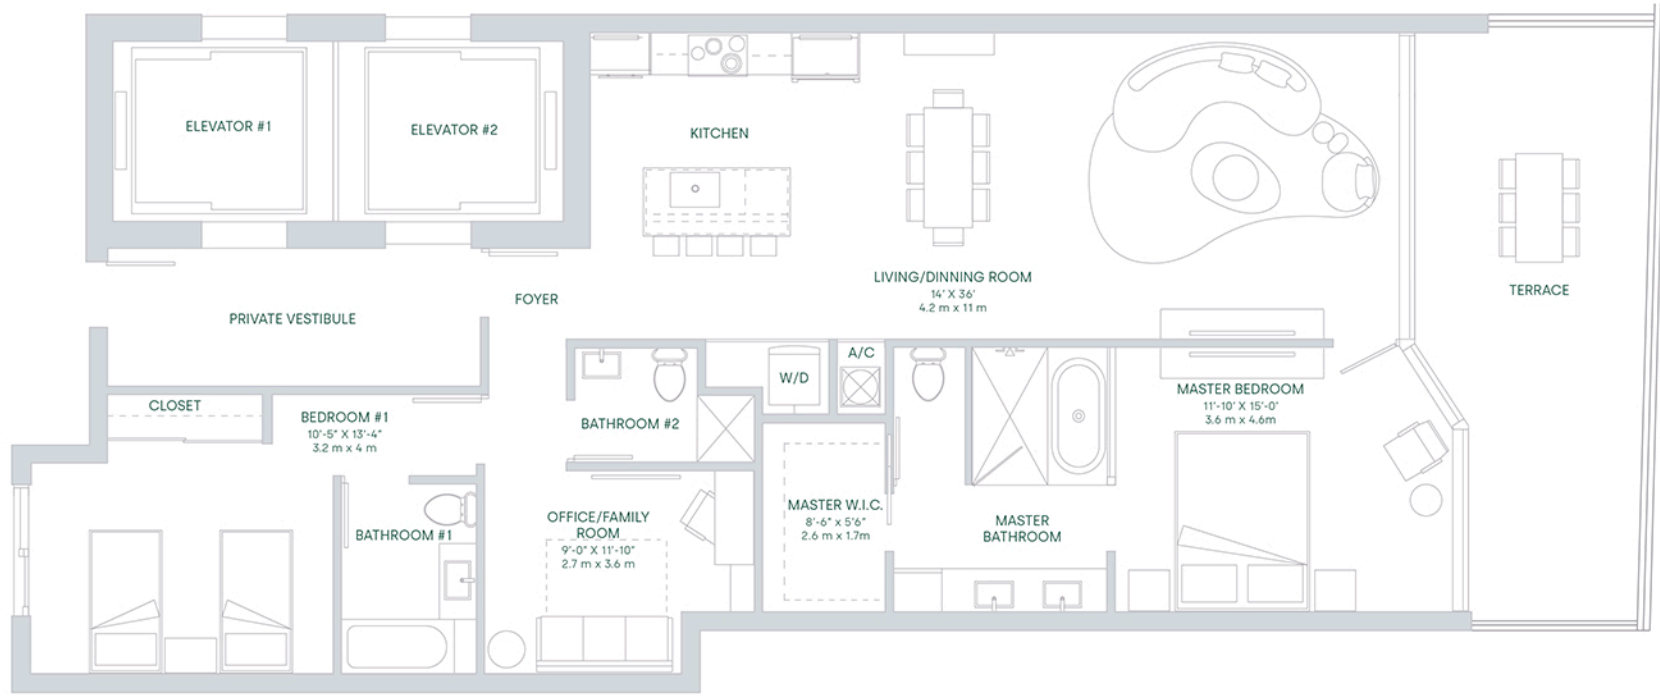 ELEVATOR #1
ELEVATOR #2
KITCHEN
LIVING/DINNING ROOM
14' X 36'
4.2 m x 11 m
TERRACE
FOYER
PRIVATE VESTIBULE
A/C
W/D
CLOSET
BEDROOM #1
10'-5" X 13'-4"
3.2 m x 4 m
BATHROOM #2
MASTER BEDROOM
11'-10' X 15'-0'
3.6 m x 4.6m
MASTER W.I.C.
8'-6" x 5'6"
2.6 m x 1.7m
OFFICE/FAMILY
ROOM
9'-0" X 11'-10"
2.7 m x 3.6 m
BATHROOM #1
MASTER
BATHROOM